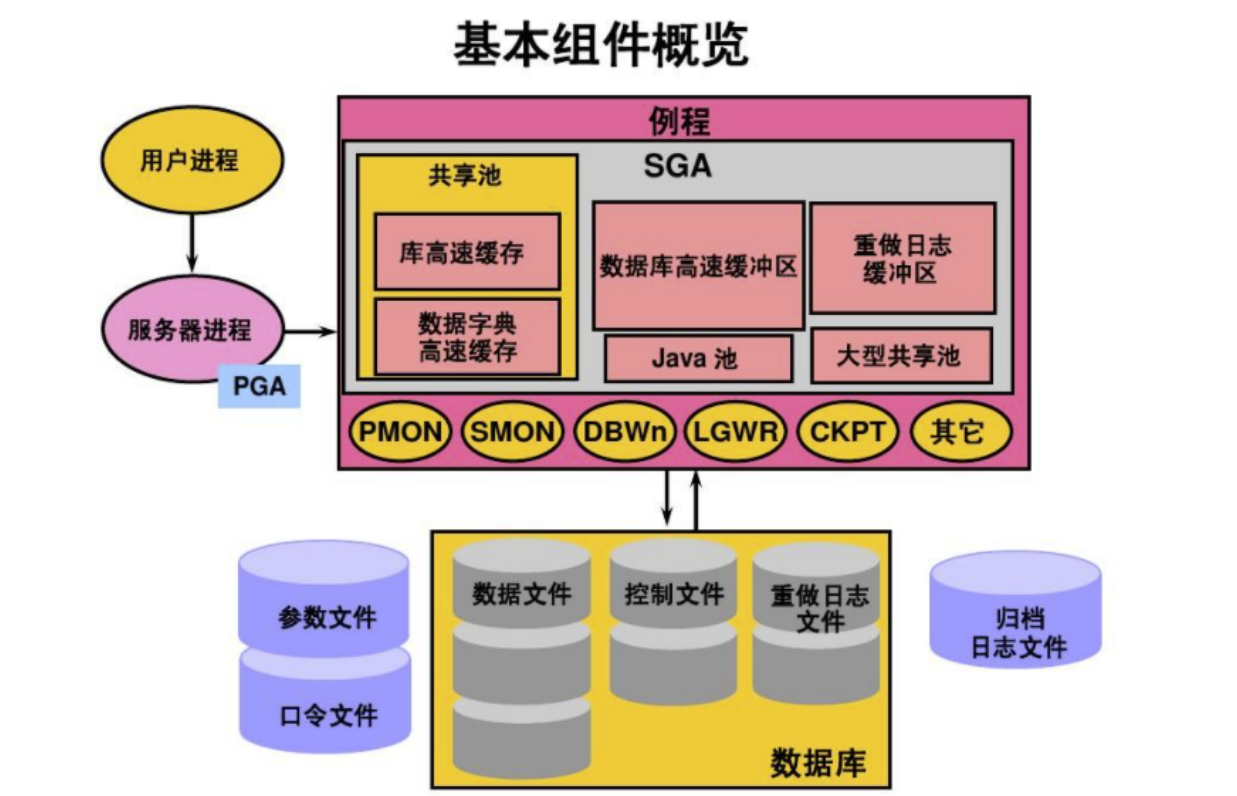 基本组件概览
用户进程
服务器进程
PGA
例程
SGA
共享池
库高速缓存
数据字典
高速缓存
数据库高速缓冲区
重做日志
缓冲区
Java 池
大型共享池
PMON
SMON
DBWn
LGWR
CKPT
其它
参数文件
口令文件
数据文件
控制文件
重做日志
文件
数据库
归档
日志文件